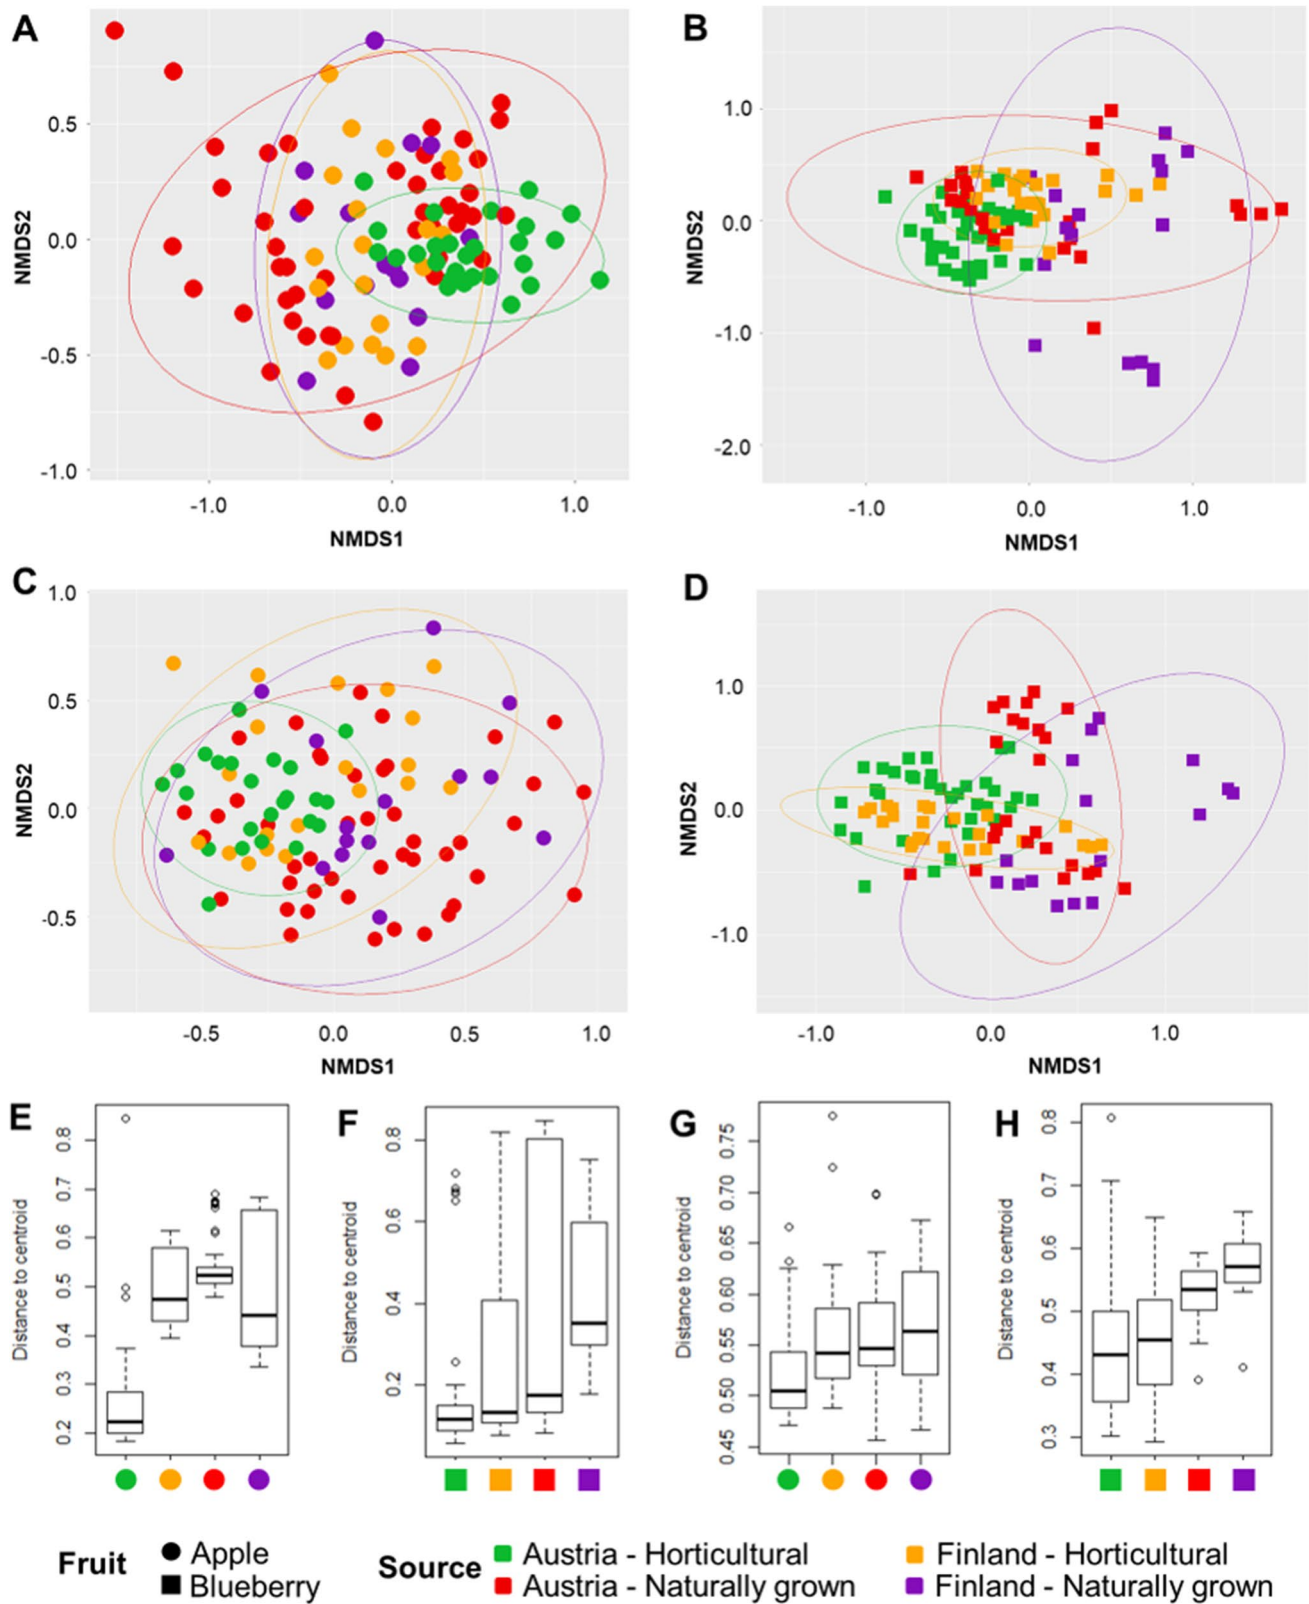 A
B
0.5
0.0
-0.5
-1.0
NMDS2
-1.0 0.0 1.0
NMDS1
1.0
0.0
-1.0
-2.0
NMDS2
-1.0 0.0 1.0
NMDS1
C
D
1.0
0.5
0.0
-0.5
NMDS2
-0.5 0.0 0.5 1.0
NMDS1
1.0
0.0
-1.0
NMDS2
-1.0 0.0 1.0
NMDS1
E
Distance to centroid
0.2 0.3 0.4 0.5 0.6 0.7 0.8
F
Distance to centroid
0.2 0.4 0.6 0.8
G
Distance to centroid
0.45 0.50 0.55 0.60 0.65 0.70 0.75
H
Distance to centroid
0.3 0.4 0.5 0.6 0.7 0.8
Fruit
Apple
Blueberry
Source
Austria - Horticultural
Austria - Naturally grown
Finland - Horticultural
Finland - Naturally grown